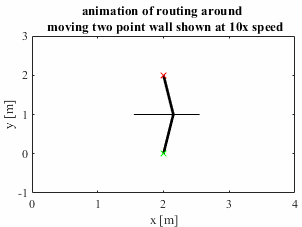 animation of routing around
moving two point wall shown at 10x speed
3
2
1
0
-1
y [m]
0 1 2 3 4
x [m]